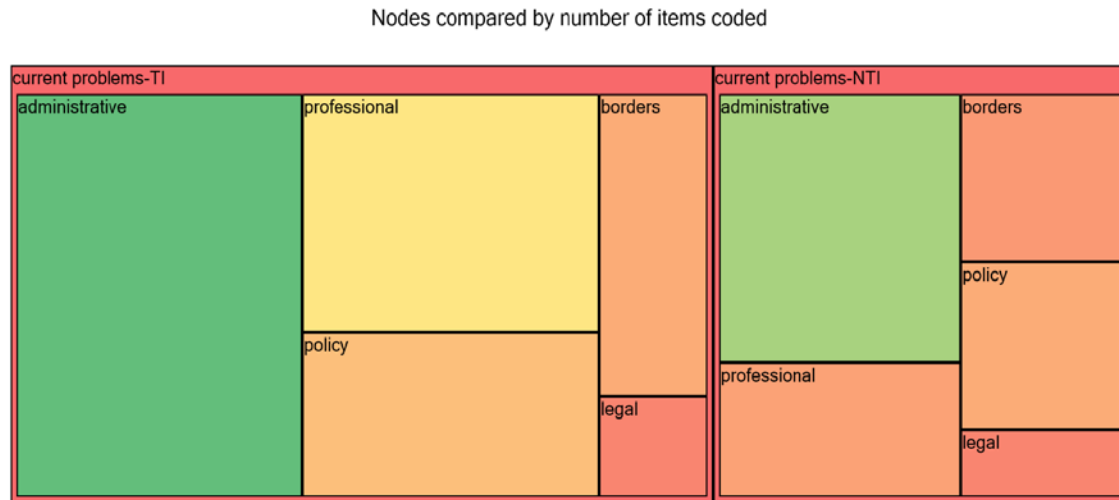 Nodes compared by number of items coded
current problems-TI
administrative
professional
policy
borders
legal
current problems-NTI
administrative
professional
borders
policy
legal